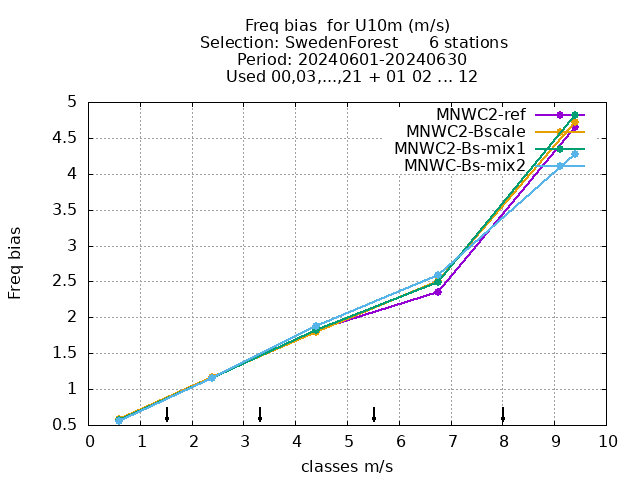 Freq bias  for U10m (m/s)
Selection: SwedenForest      6 stations
Period: 20240601-20240630
Used 00,03,...,21 + 01 02 ... 12
MNWC2-ref
MNWC2-Bscale
MNWC2-Bs-mix1
MNWC-Bs-mix2
Freq bias
5
4.5
4
3.5
3
2.5
2
1.5
1
0.5
0 1 2 3 4 5 6 7 8 9 10
classes m/s